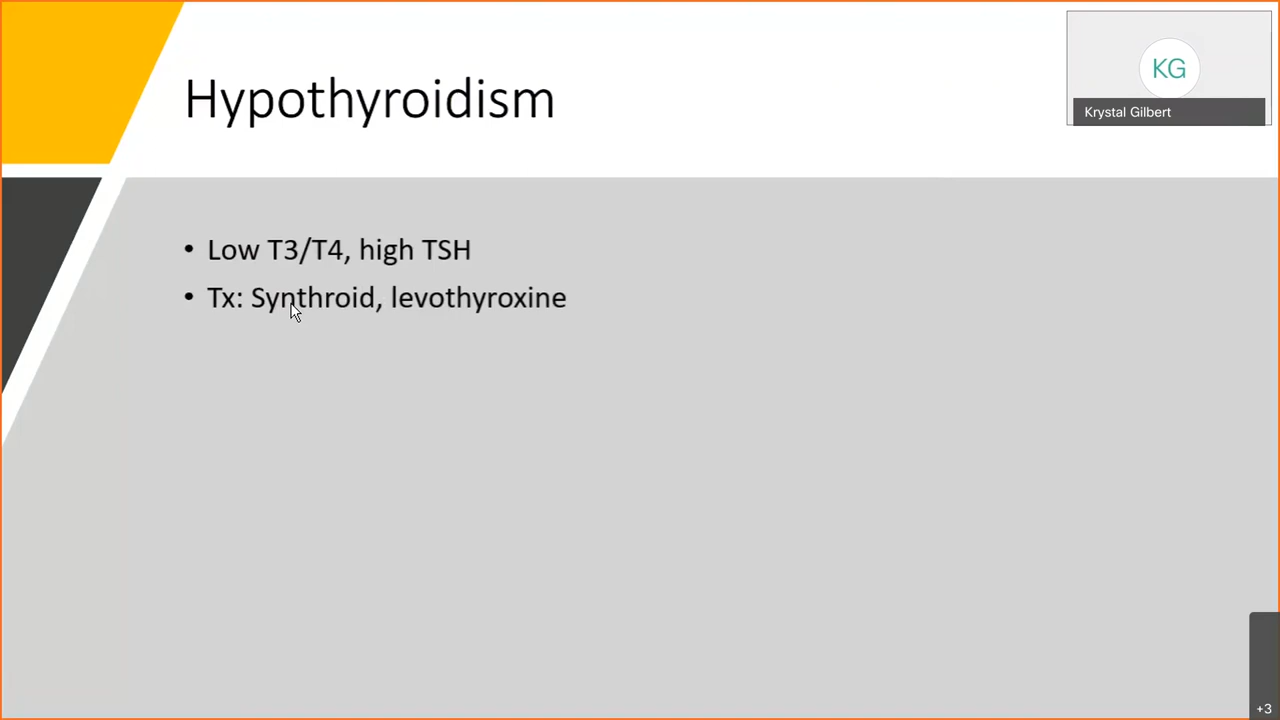 Hypothyroidism
KG
Krystal Gilbert
• Low T3/T4, high TSH
• Tx: Synthroid, levothyroxine
+3